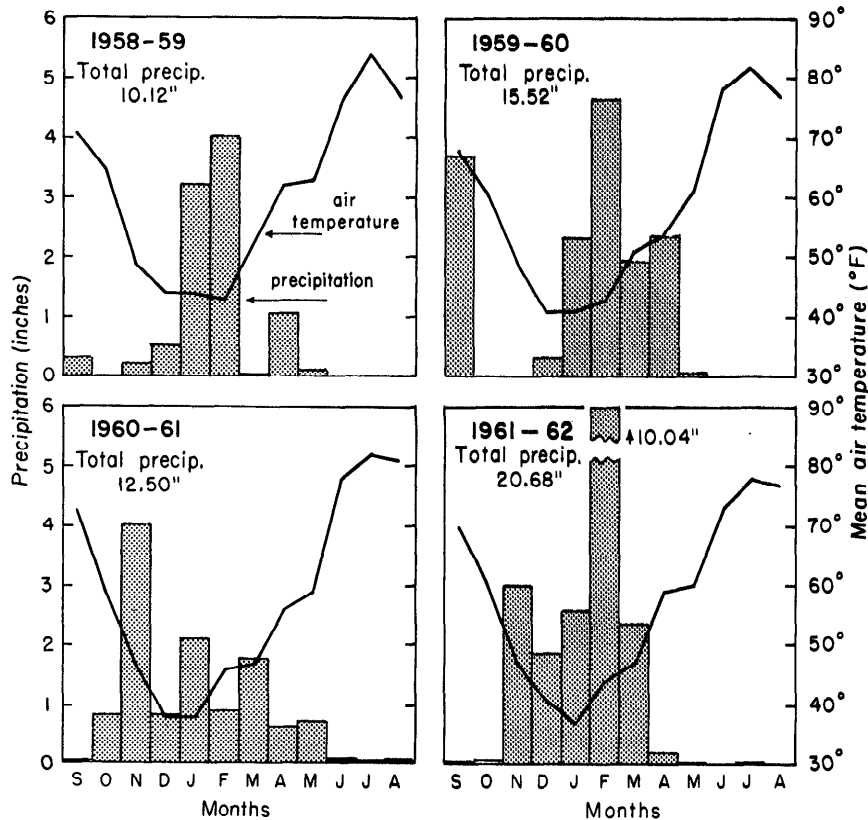 Precipitation (inches)
6
5
4
3
2
1
0
1958-59
Total precip.
10.12"
air
temperature
precipitation
1959-60
Total precip.
15.52"
90°
80°
70°
60°
50°
40°
30°
Mean air temperature (°F)
6
5
4
3
2
1
0
1960-61
Total precip.
12.50"
S O N D J F M A M J J A
Months
1961-62
Total precip.
20.68"
10.04"
90°
80°
70°
60°
50°
40°
30°
S O N D J F M A M J J A
Months